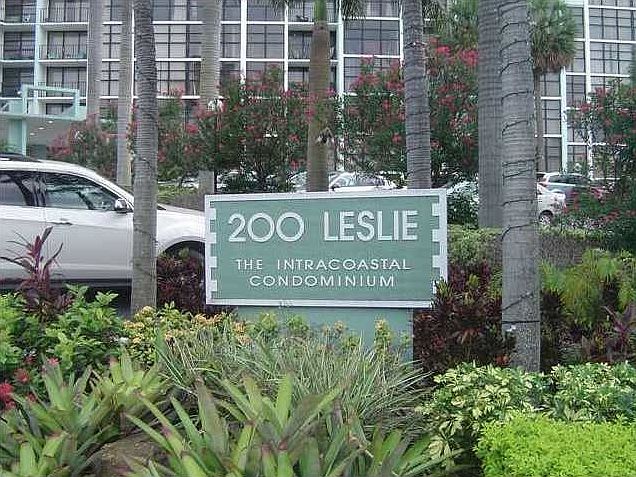 200 LESLIE
THE INTRACOASTAL
CONDOMINIUM